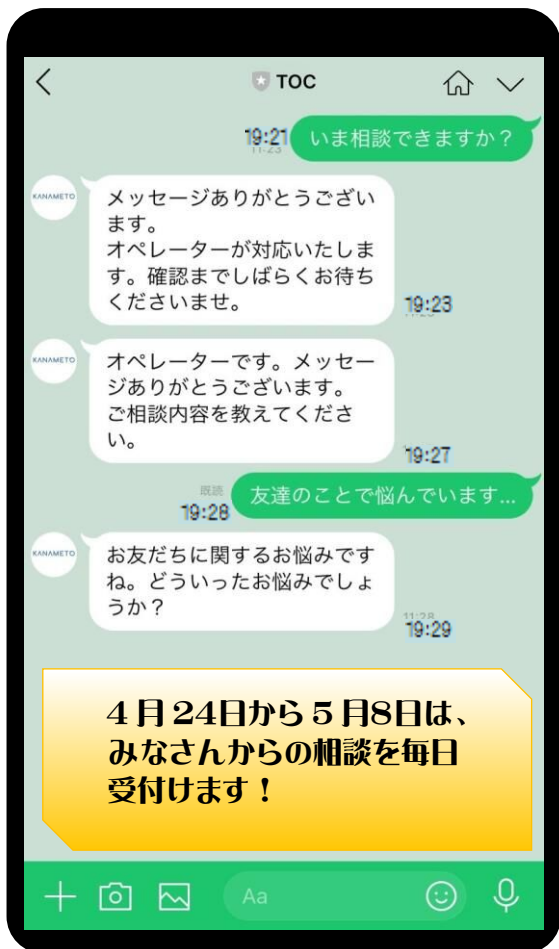 TOC
19:21 いま相談できますか？
KANAMETO
メッセージありがとうござい
ます。
オペレーターが対応いたしま
す。確認までしばらくお待ち
くださいませ。
19:23
KANAMETO
オペレーターです。メッセー
ジありがとうございます。
ご相談内容を教えてくださ
い。
19:27
既読
19:28
友達のことで悩んでいます...
KANAMETO
お友だちに関するお悩みです
ね。どういったお悩みでしょ
うか？
19:29
４月24日から５月8日は、
みなさんからの相談を毎日
受付けます！
Aa